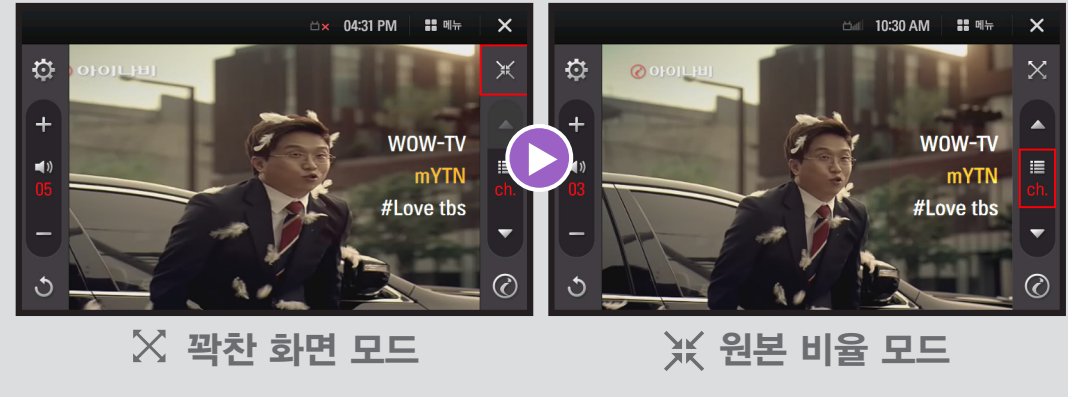 04:31 PM 메뉴
아이나비
05
WOW-TV
mYTN
#Love tbs
ch.
꽉찬 화면 모드
10:30 AM 메뉴
아이나비
03
WOW-TV
mYTN
#Love tbs
ch.
원본 비율 모드